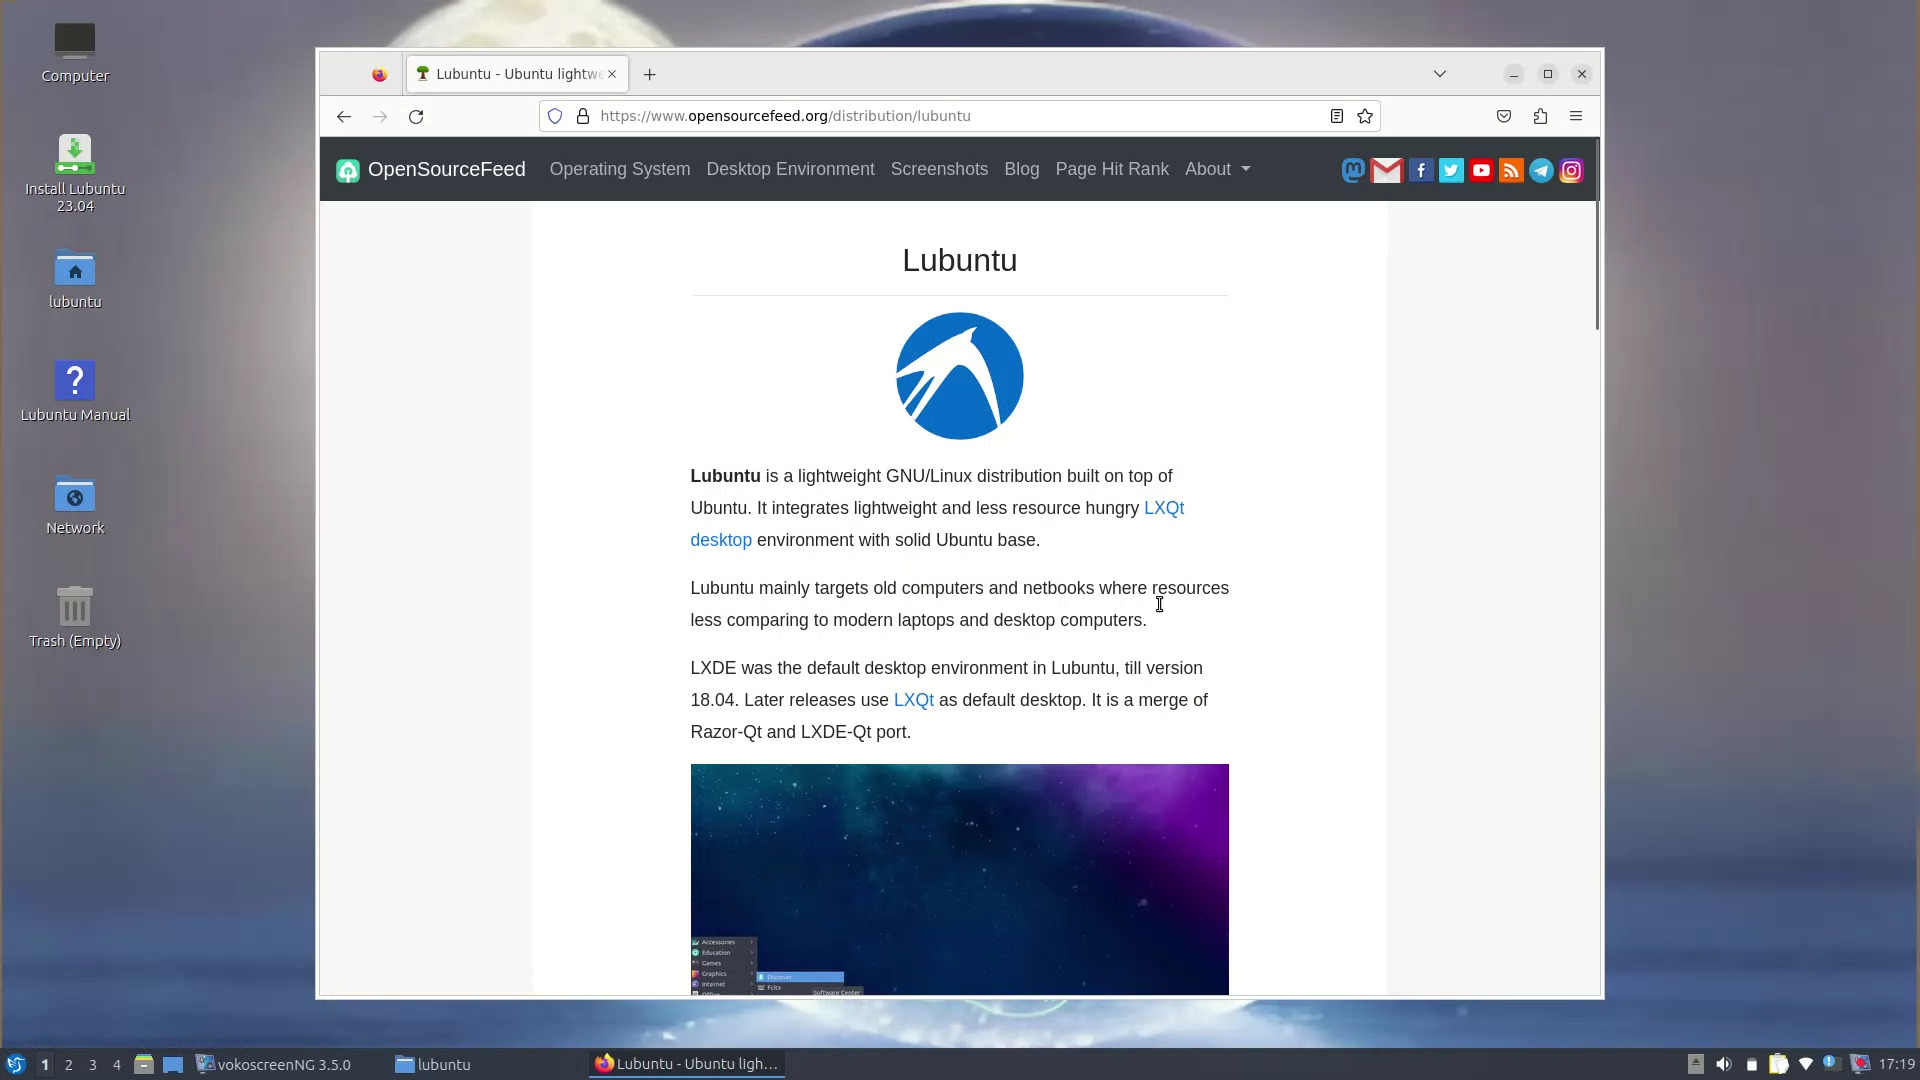 Computer
Install Lubuntu
23.04
lubuntu
Lubuntu Manual
Network
Trash (Empty)
Lubuntu - Ubuntu lightwe
https://www.opensourcefeed.org/distribution/lubuntu
OpenSourceFeed Operating System Desktop Environment Screenshots Blog Page Hit Rank About
Lubuntu
Lubuntu is a lightweight GNU/Linux distribution built on top of
Ubuntu. It integrates lightweight and less resource hungry LXQt
desktop environment with solid Ubuntu base.
Lubuntu mainly targets old computers and netbooks where resources
less comparing to modern laptops and desktop computers.
LXDE was the default desktop environment in Lubuntu, till version
18.04. Later releases use LXQt as default desktop. It is a merge of
Razor-Qt and LXDE-Qt port.
Accessories
Education
Games
Graphics
Discover
Internet
Fcitx
Office
Software Center
1 2 3 4 vokoscreenNG 3.5.0 lubuntu Lubuntu - Ubuntu ligh... 17:19